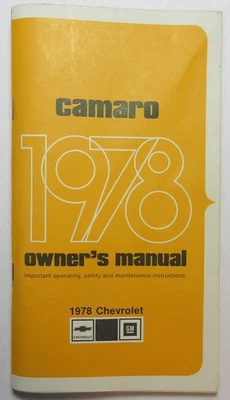 camaro
1978
owner's manual
Important operating, safety and maintenance instructions.
1978 Chevrolet
CHEVROLET
GM